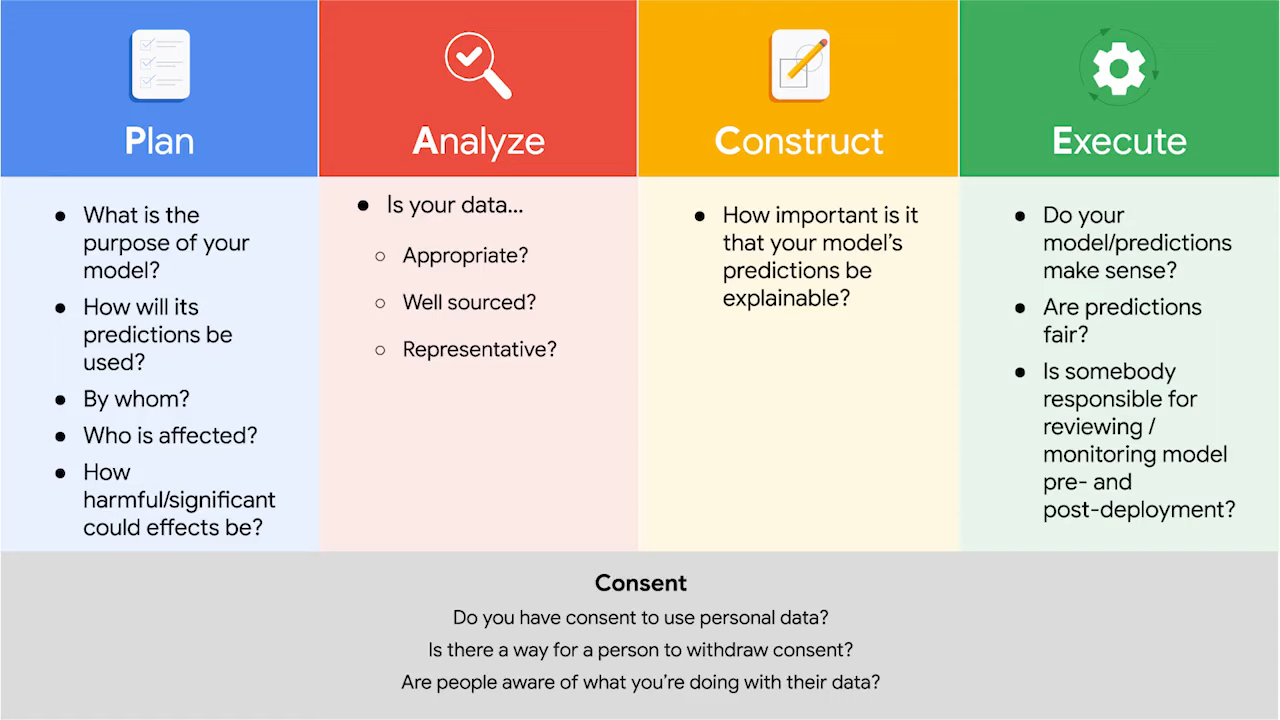 Plan
Analyze
Construct
Execute
● What is the
purpose of your
model?
● How will its
predictions be
used?
● By whom?
● Who is affected?
● How
harmful/significant
could effects be?
● Is your data...
○ Appropriate?
○ Well sourced?
○ Representative?
● How important is it
that your model’s
predictions be
explainable?
● Do your
model/predictions
make sense?
● Are predictions
fair?
● Is somebody
responsible for
reviewing /
monitoring model
pre- and
post-deployment?
Consent
Do you have consent to use personal data?
Is there a way for a person to withdraw consent?
Are people aware of what you’re doing with their data?